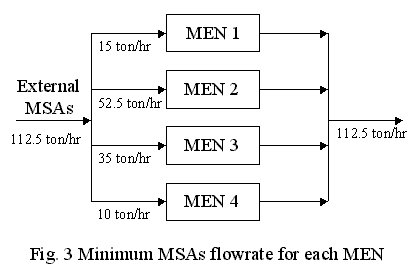 15 ton/hr
MEN 1
External
MSAs
52.5 ton/hr
MEN 2
112.5 ton/hr
112.5 ton/hr
35 ton/hr
MEN 3
10 ton/hr
MEN 4
Fig. 3 Minimum MSAs flowrate for each MEN